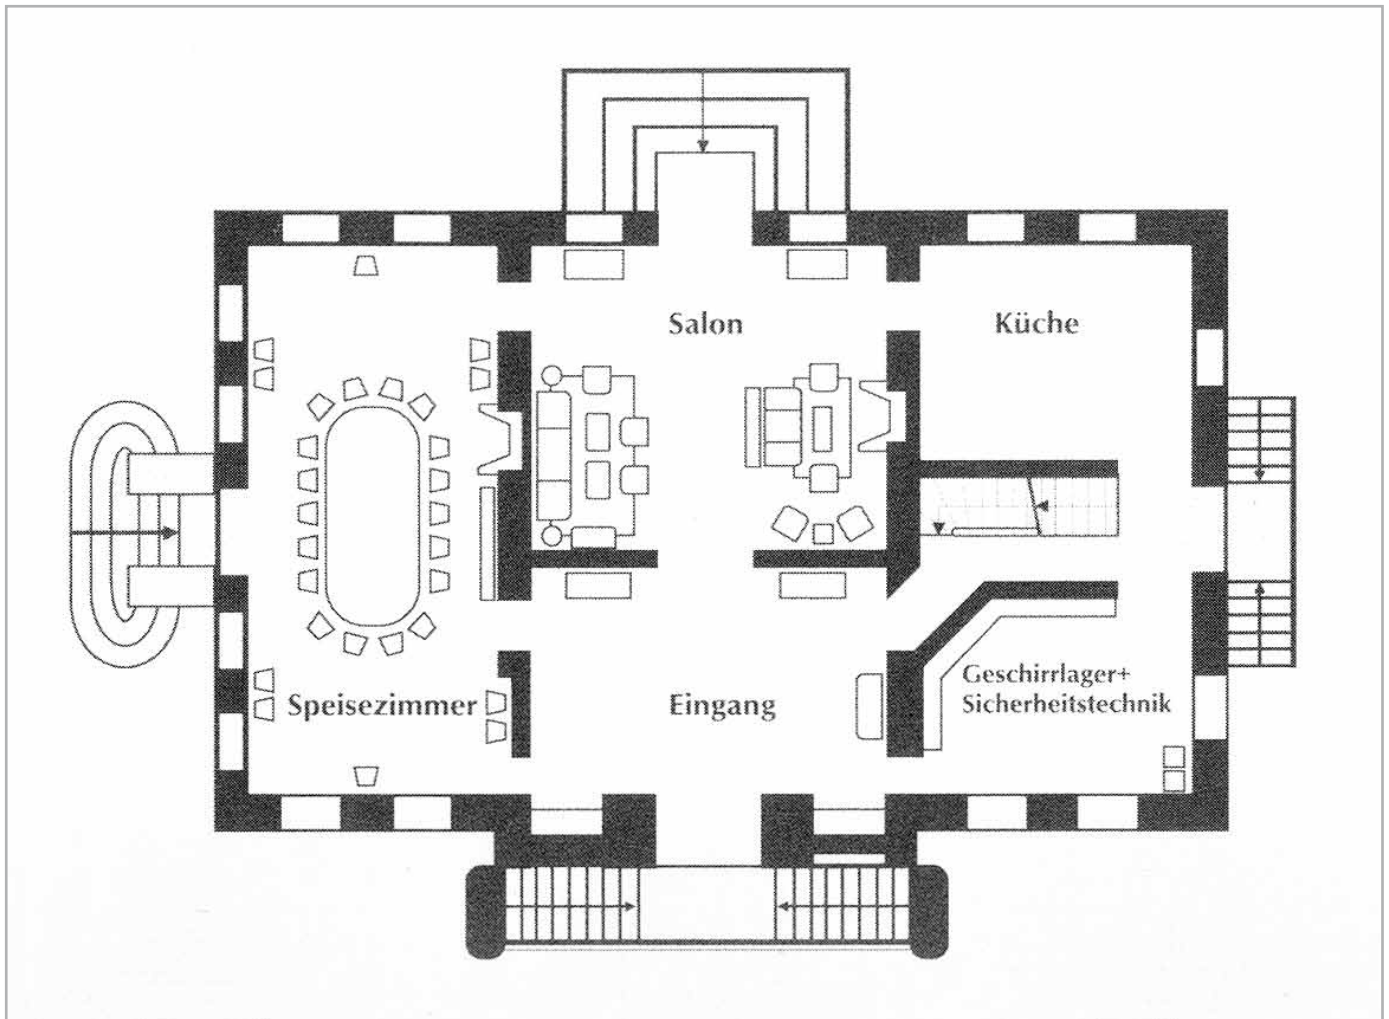 Salon
Küche
Speisezimmer
Eingang
Geschirrlager+
Sicherheitstechnik